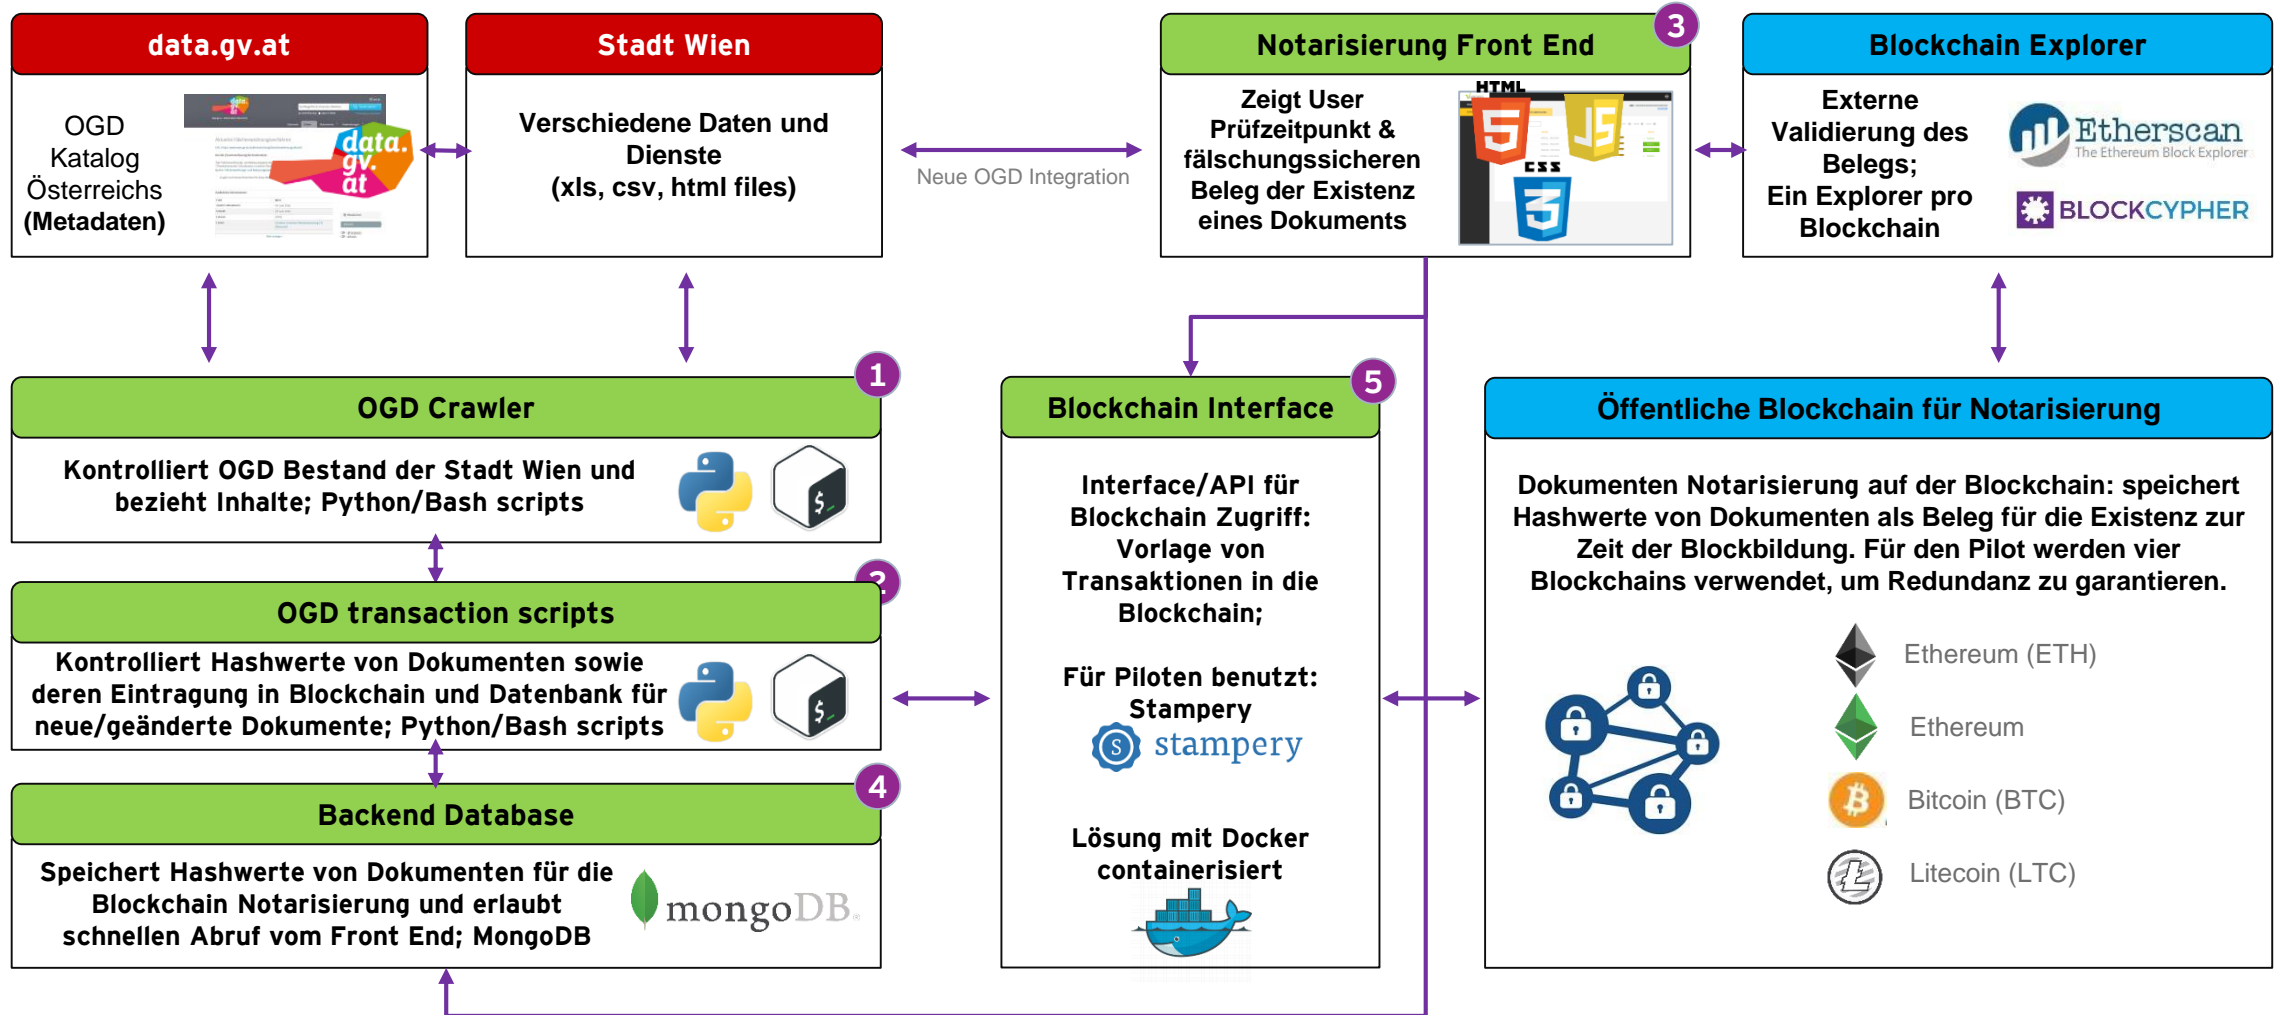 data.gv.at
OGD
Katalog
Österreichs
(Metadaten)
data.
gv.
at
Stadt Wien
Verschiedene Daten und
Dienste
(xls, csv, html files)
Neue OGD Integration
3
Notarisierung Front End
Zeigt User
Prüfzeitpunkt &
fälschungssicheren
Beleg der Existenz
eines Dokuments
HTML
5
JS
CSS
3
Blockchain Explorer
Externe
Validierung des
Belegs;
Ein Explorer pro
Blockchain
Etherscan
The Ethereum Block Explorer
BLOCKCYPHER
1
OGD Crawler
Kontrolliert OGD Bestand der Stadt Wien und
bezieht Inhalte; Python/Bash scripts
$_
2
OGD transaction scripts
Kontrolliert Hashwerte von Dokumenten sowie
deren Eintragung in Blockchain und Datenbank für
neue/geänderte Dokumente; Python/Bash scripts
$_
4
Backend Database
Speichert Hashwerte von Dokumenten für die
Blockchain Notarisierung und erlaubt
schnellen Abruf vom Front End; MongoDB
mongoDB®
5
Blockchain Interface
Interface/API für
Blockchain Zugriff:
Vorlage von
Transaktionen in die
Blockchain;
Für Piloten benutzt:
Stampery
S stampery
Lösung mit Docker
containerisiert
Öffentliche Blockchain für Notarisierung
Dokumenten Notarisierung auf der Blockchain: speichert
Hashwerte von Dokumenten als Beleg für die Existenz zur
Zeit der Blockbildung. Für den Pilot werden vier
Blockchains verwendet, um Redundanz zu garantieren.
Ethereum (ETH)
Ethereum
Bitcoin (BTC)
Litecoin (LTC)